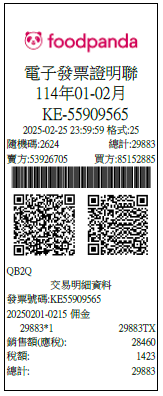 foodpanda
電子發票證明聯
114年01-02月
KE-55909565
2025-02-25 23:59:59 格式:25
隨機碼:2624 總計:29883
賣方:53926705 買方:85152885
QB2Q
交易明細資料
發票號碼:KE55909565
20250201-0215 佣金
29883*1 29883TX
銷售額(應稅): 28460
稅額: 1423
總計: 29883